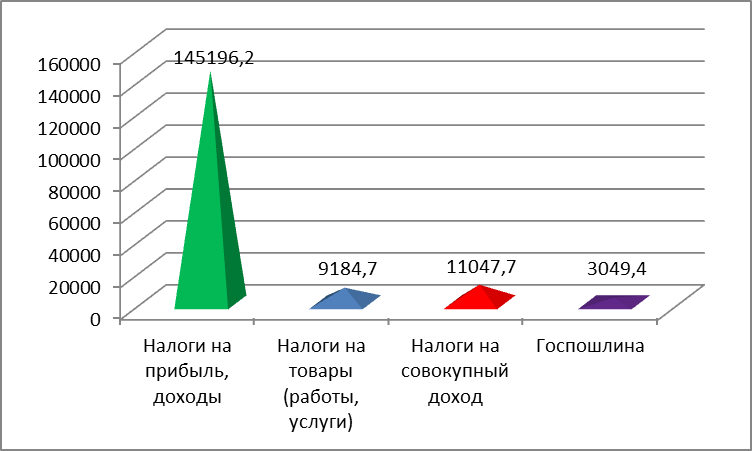 160000
140000
120000
100000
80000
60000
40000
20000
0
145196,2
9184,7
11047,7
3049,4
Налоги на
прибыль,
доходы
Налоги на
товары
(работы,
услуги)
Налоги на
совокупный
доход
Госпошлина